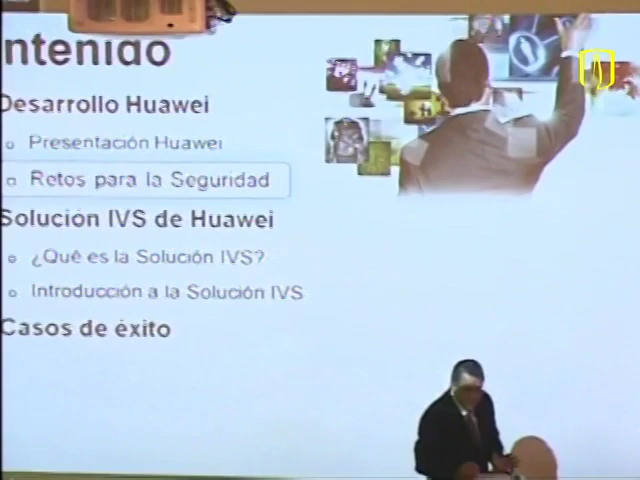 ntenido
Desarrollo Huawei
Presentación Huawei
Retos para la Seguridad
Solución IVS de Huawei
¿Qué es la Solución IVS?
Introducción a la Solución IVS
Casos de éxito